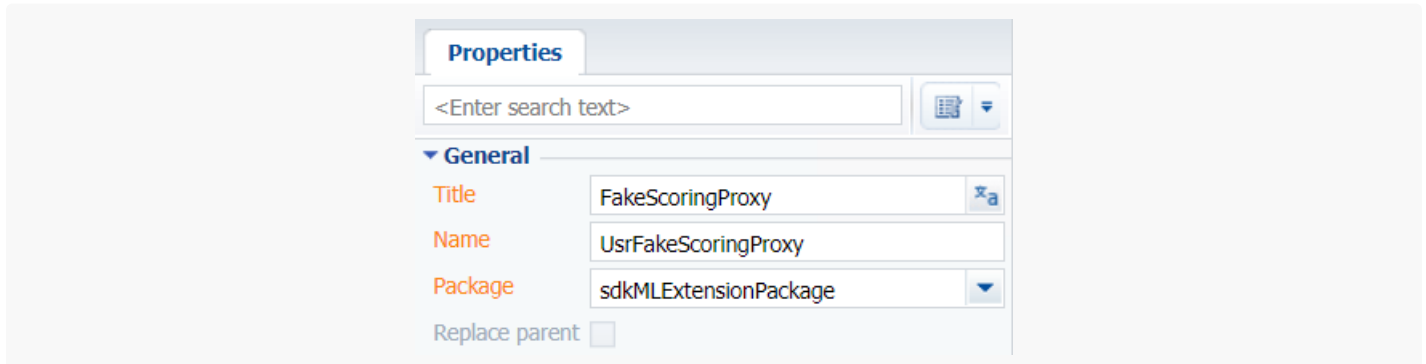 Properties
<Enter search text>
General
Title FakeScoringProxy
Name UsrFakeScoringProxy
Package sdkMLExtensionPackage
Replace parent